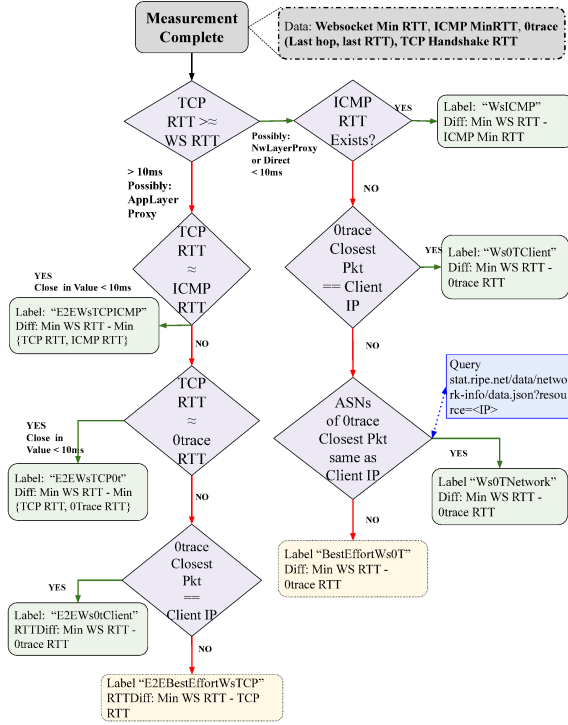 Measurement
Complete
Data: Websocket Min RTT, ICMP MinRTT, 0trace
(Last hop, last RTT), TCP Handshake RTT
TCP
RTT >≈
WS RTT
ICMP
RTT
Exists?
YES
Label: “WsICMP”
Diff: Min WS RTT -
ICMP Min RTT
Possibly:
NwLayerProxy
or Direct
< 10ms
> 10ms
Possibly:
AppLayer
Proxy
NO
TCP
RTT
≈
ICMP
RTT
0trace
Closest
Pkt
== Client
IP
YES
Label: “Ws0TClient”
Diff: Min WS RTT -
0trace RTT
YES
Close in Value < 10ms
Label: “E2EWsTCPICMP”
Diff: Min WS RTT - Min
{TCP RTT, ICMP RTT}
NO
NO
Query
stat.ripe.net/data/netwo
rk-info/data.json?resou
rce=<IP>
TCP
RTT
≈
0trace
RTT
ASNs
of 0trace
Closest Pkt
same as
Client IP
YES
Close in
Value < 10ms
YES
Label: “E2EWsTCP0t”
Diff: Min WS RTT - Min
{TCP RTT, 0Trace RTT}
Label “Ws0TNetwork”
Diff: Min WS RTT -
0trace RTT
NO
NO
0trace
Closest
Pkt
==
Client IP
Label “BestEffortWs0T”
Diff: Min WS RTT -
0trace RTT
YES
Label: “E2EWs0tClient”
RTTDiff: Min WS RTT -
0trace RTT
NO
Label “E2EBestEffortWsTCP”
RTTDiff: Min WS RTT - TCP
RTT